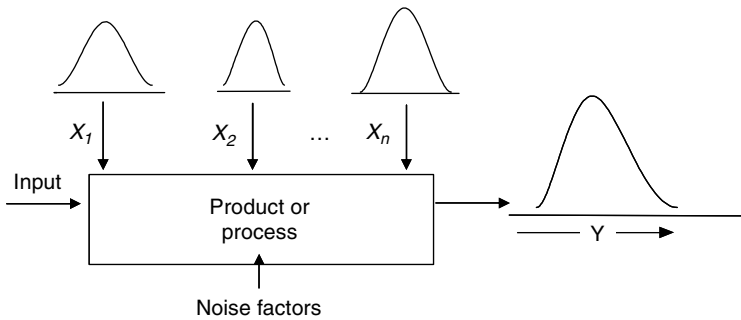 X1
X2
...
Xn
Input
Product or
process
Y
Noise factors